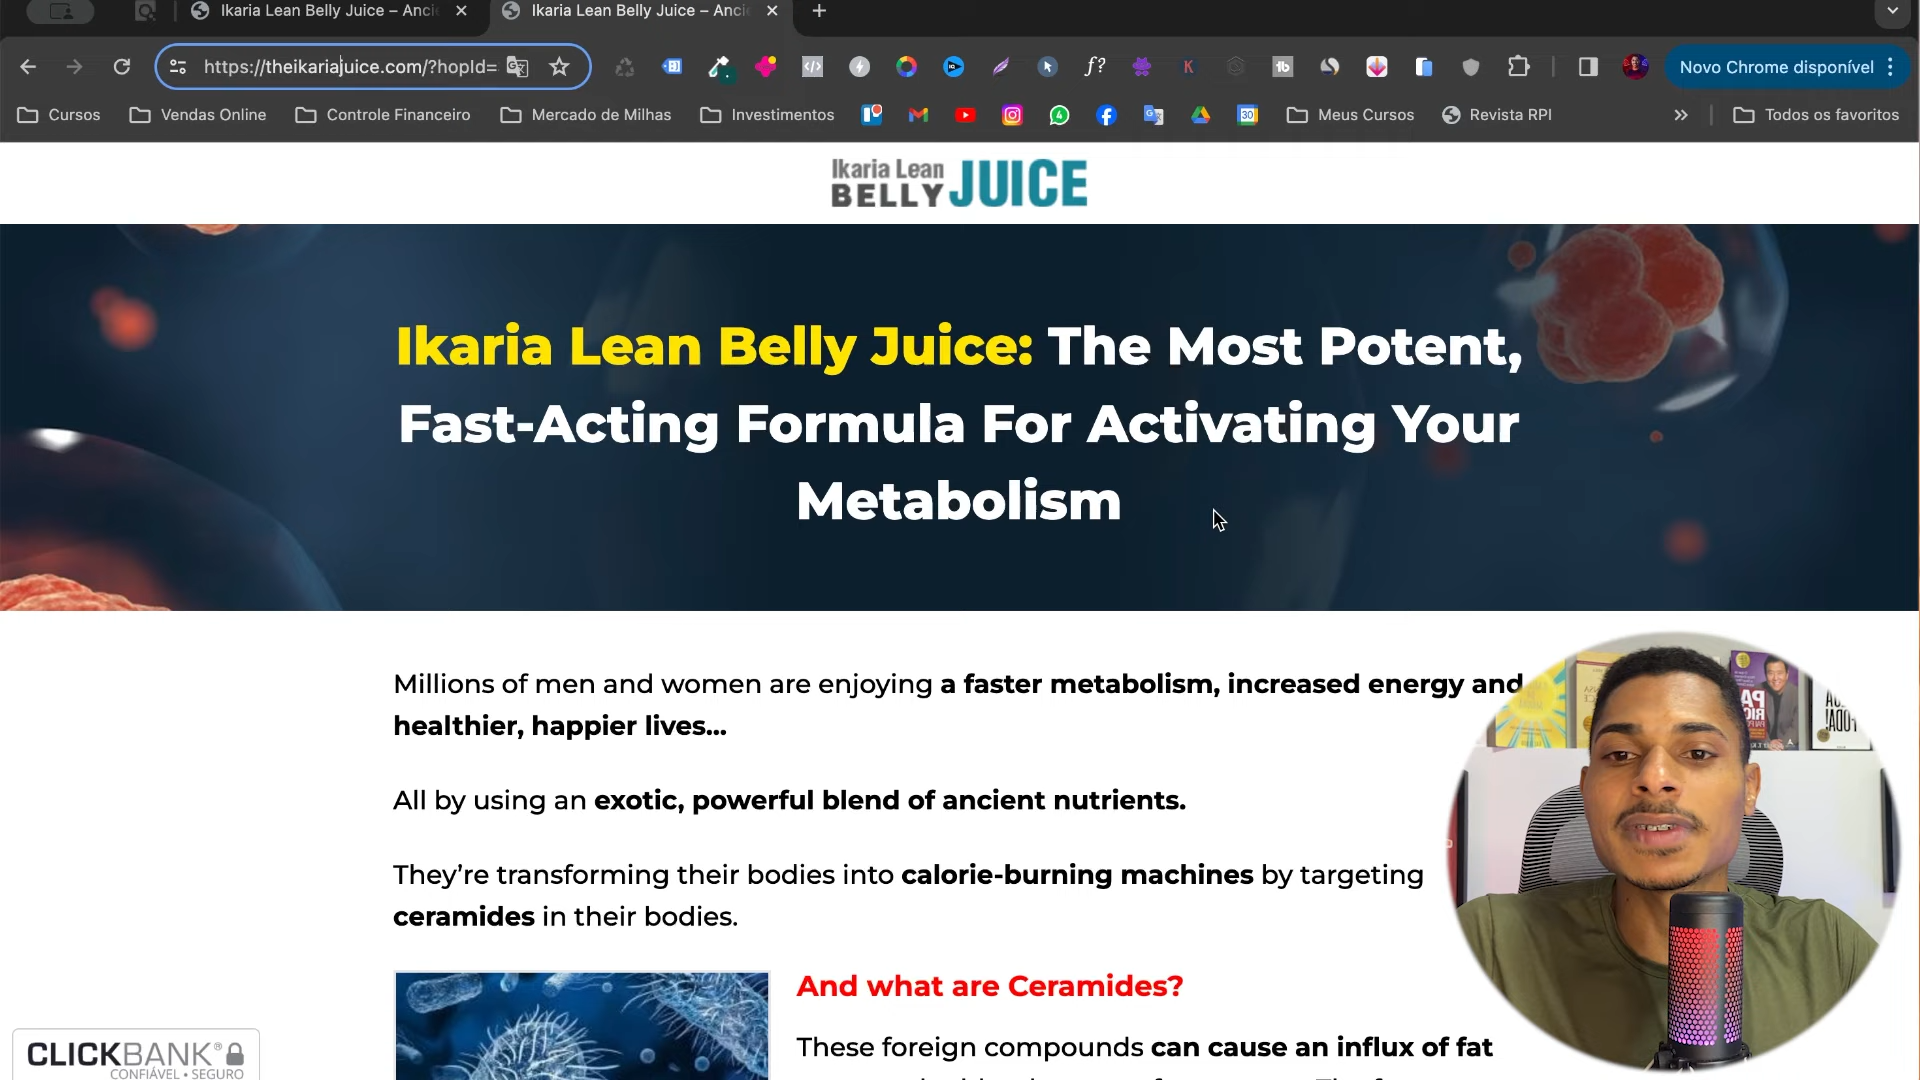 Ikaria Lean Belly Juice – Anci
Ikaria Lean Belly Juice – Anci
https://theikariajuice.com/?hopId=
Novo Chrome disponível
Cursos
Vendas Online
Controle Financeiro
Mercado de Milhas
Investimentos
Meus Cursos
Revista RPI
Todos os favoritos
Ikaria Lean
BELLY JUICE
Ikaria Lean Belly Juice: The Most Potent,
Fast-Acting Formula For Activating Your
Metabolism
Millions of men and women are enjoying a faster metabolism, increased energy and
healthier, happier lives...
All by using an exotic, powerful blend of ancient nutrients.
They’re transforming their bodies into calorie-burning machines by targeting
ceramides in their bodies.
And what are Ceramides?
These foreign compounds can cause an influx of fat
CLICKBANK®
CONFIÁVEL • SEGURO